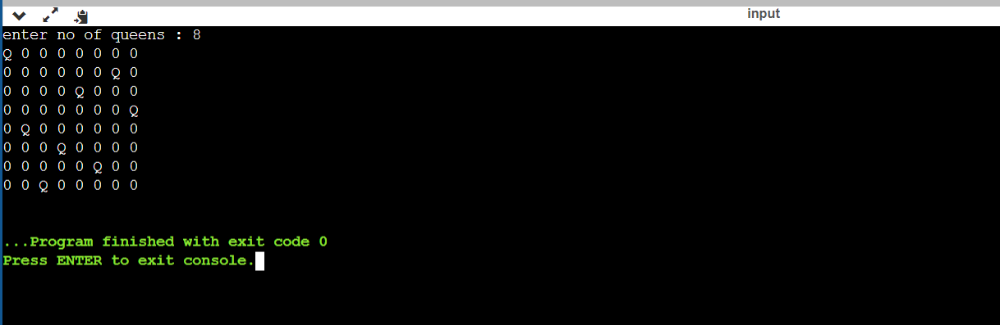 input
enter no of queens : 8
Q 0 0 0 0 0 0 0
0 0 0 0 0 0 Q 0
0 0 0 0 Q 0 0 0
0 0 0 0 0 0 0 Q
0 Q 0 0 0 0 0 0
0 0 0 Q 0 0 0 0
0 0 0 0 0 Q 0 0
0 0 Q 0 0 0 0 0
...Program finished with exit code 0
Press ENTER to exit console.